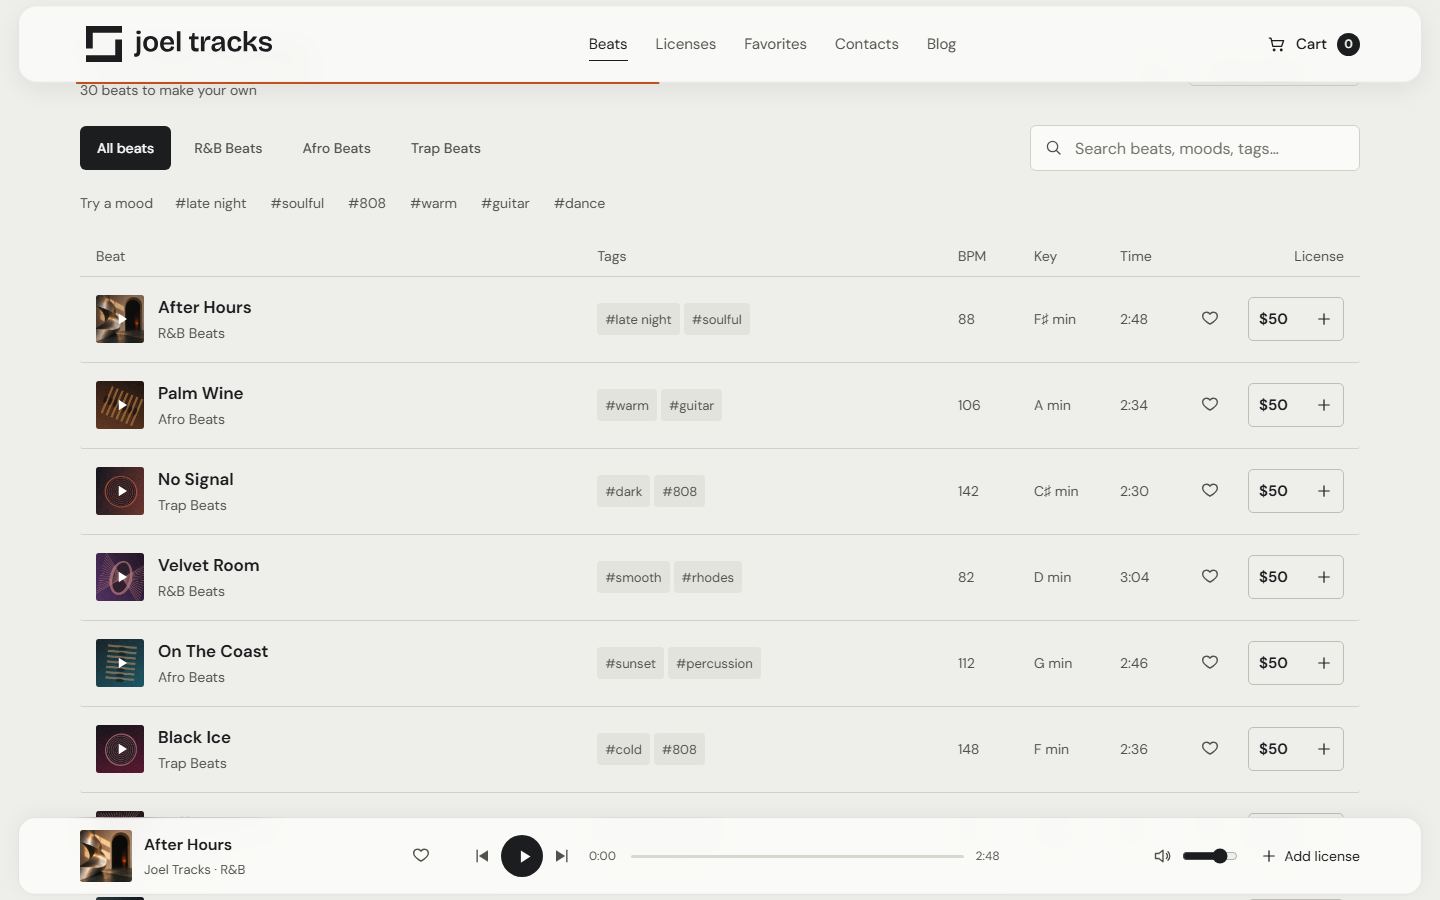 joel tracks
Beats
Licenses
Favorites
Contacts
Blog
Cart
0
30 beats to make your own
All beats
R&B Beats
Afro Beats
Trap Beats
Search beats, moods, tags...
Try a mood
#late night
#soulful
#808
#warm
#guitar
#dance
Beat
Tags
BPM
Key
Time
License
After Hours
R&B Beats
#late night
#soulful
88
F♯ min
2:48
$50
Palm Wine
Afro Beats
#warm
#guitar
106
A min
2:34
$50
No Signal
Trap Beats
#dark
#808
142
C♯ min
2:30
$50
Velvet Room
R&B Beats
#smooth
#rhodes
82
D min
3:04
$50
On The Coast
Afro Beats
#sunset
#percussion
112
G min
2:46
$50
Black Ice
Trap Beats
#cold
#808
148
F min
2:36
$50
After Hours
Joel Tracks · R&B
0:00
2:48
Add license